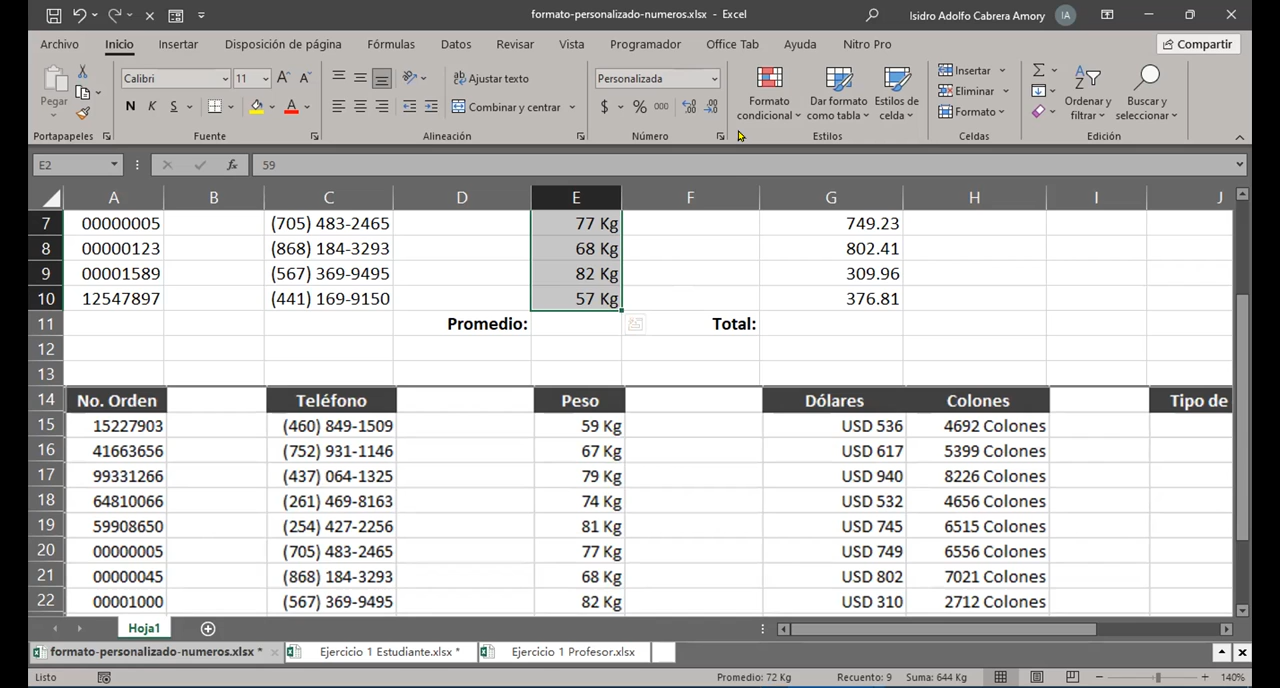 formato-personalizado-numeros.xlsx - Excel
Isidro Adolfo Cabrera Amory
IA
Archivo Inicio Insertar Disposición de página Fórmulas Datos Revisar Vista Programador Office Tab Ayuda Nitro Pro Compartir
Pegar
Calibri 11
N K S
Ajustar texto
Combinar y centrar
Personalizada
$ % 000
Formato condicional
Dar formato como tabla
Estilos de celda
Insertar
Eliminar
Formato
Ordenar y filtrar
Buscar y seleccionar
Portapapeles Fuente Alineación Número Estilos Celdas Edición
E2 fx 59
A B C D E F G H I J
7 00000005 (705) 483-2465 77 Kg 749.23
8 00000123 (868) 184-3293 68 Kg 802.41
9 00001589 (567) 369-9495 82 Kg 309.96
10 12547897 (441) 169-9150 57 Kg 376.81
11 Promedio: Total:
12
13
14 No. Orden Teléfono Peso Dólares Colones Tipo de
15 15227903 (460) 849-1509 59 Kg USD 536 4692 Colones
16 41663656 (752) 931-1146 67 Kg USD 617 5399 Colones
17 99331266 (437) 064-1325 79 Kg USD 940 8226 Colones
18 64810066 (261) 469-8163 74 Kg USD 532 4656 Colones
19 59908650 (254) 427-2256 81 Kg USD 745 6515 Colones
20 00000005 (705) 483-2465 77 Kg USD 749 6556 Colones
21 00000045 (868) 184-3293 68 Kg USD 802 7021 Colones
22 00001000 (567) 369-9495 82 Kg USD 310 2712 Colones
Hoja1
formato-personalizado-numeros.xlsx * Ejercicio 1 Estudiante.xlsx * Ejercicio 1 Profesor.xlsx
Listo Promedio: 72 Kg Recuento: 9 Suma: 644 Kg 140%